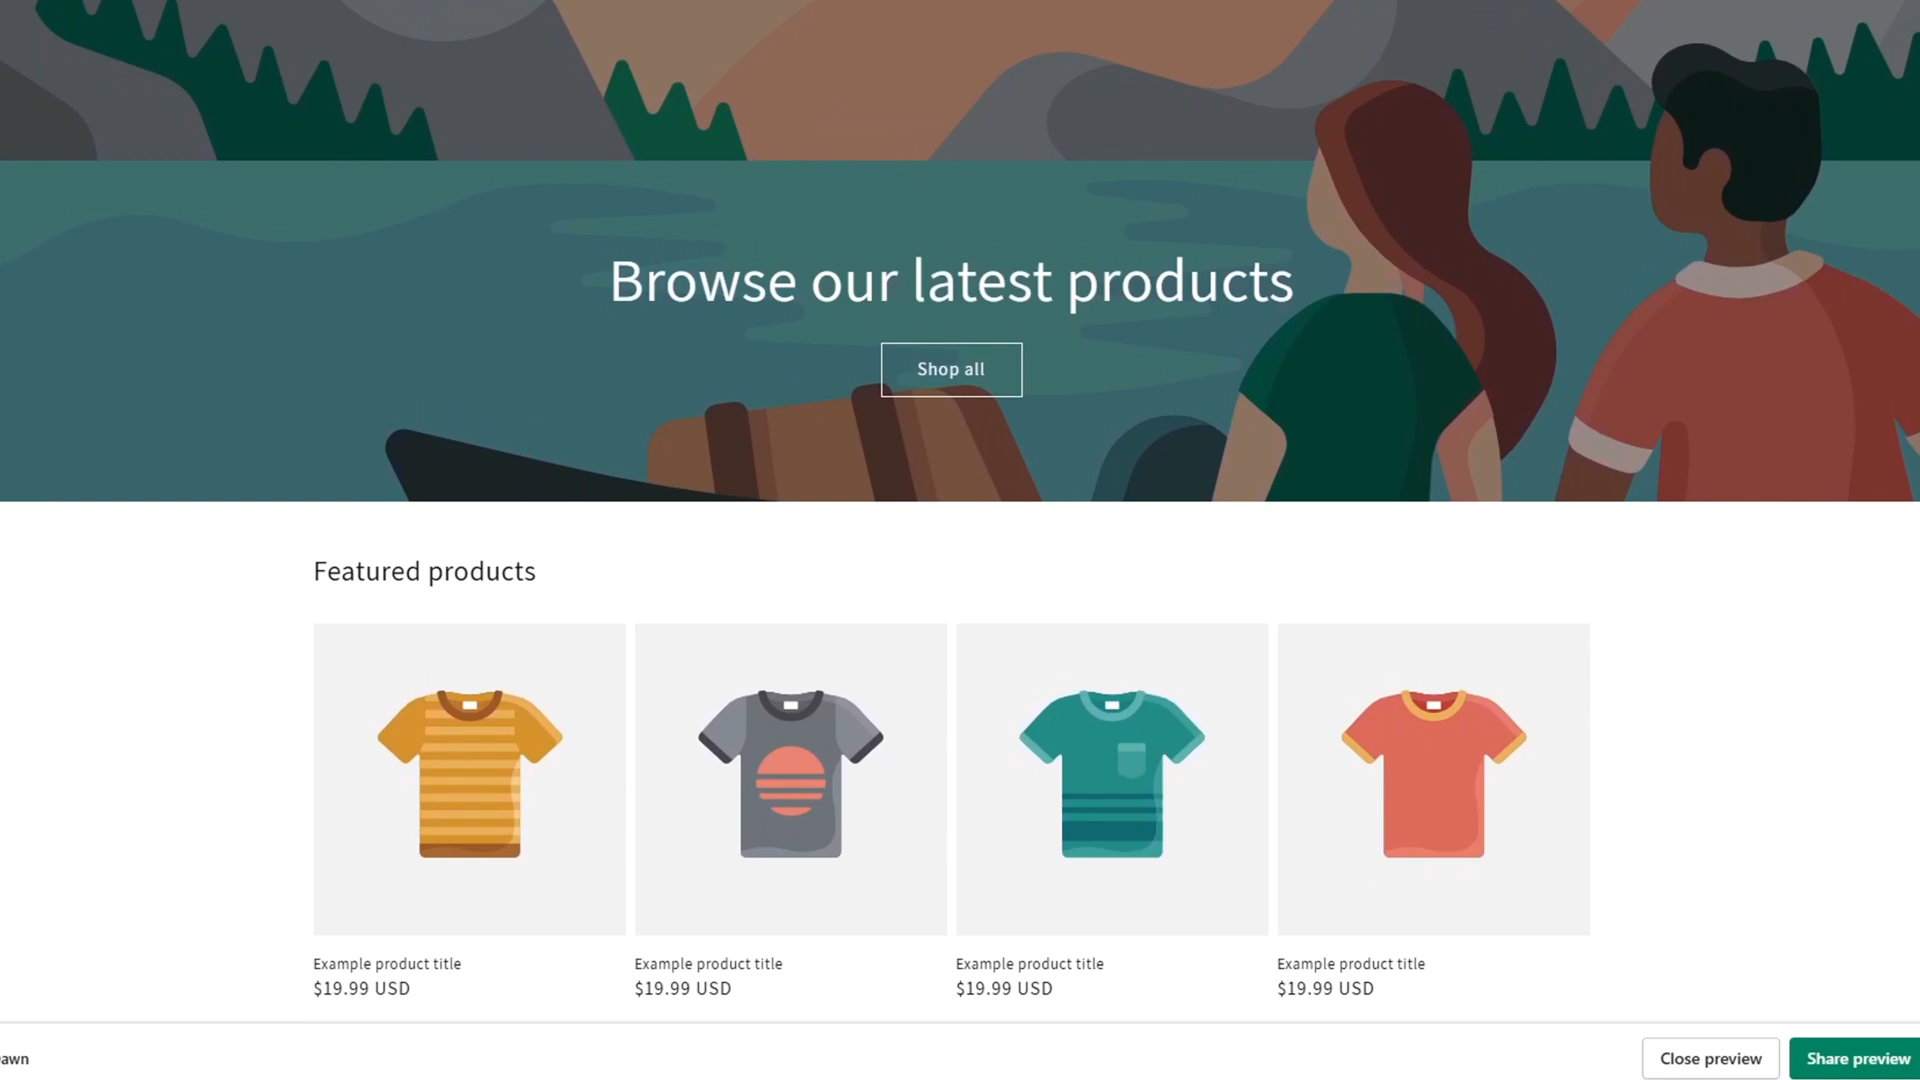 Browse our latest products
Shop all
Featured products
Example product title
$19.99 USD
Example product title
$19.99 USD
Example product title
$19.99 USD
Example product title
$19.99 USD
awn
Close preview
Share preview